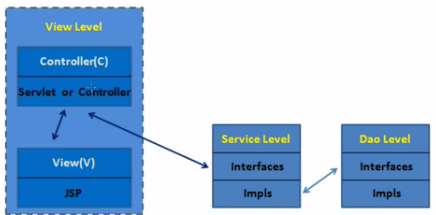 View Level
Controller(C)
Servlet or Controller
View(V)
JSP
Service Level
Interfaces
Impls
Dao Level
Interfaces
Impls